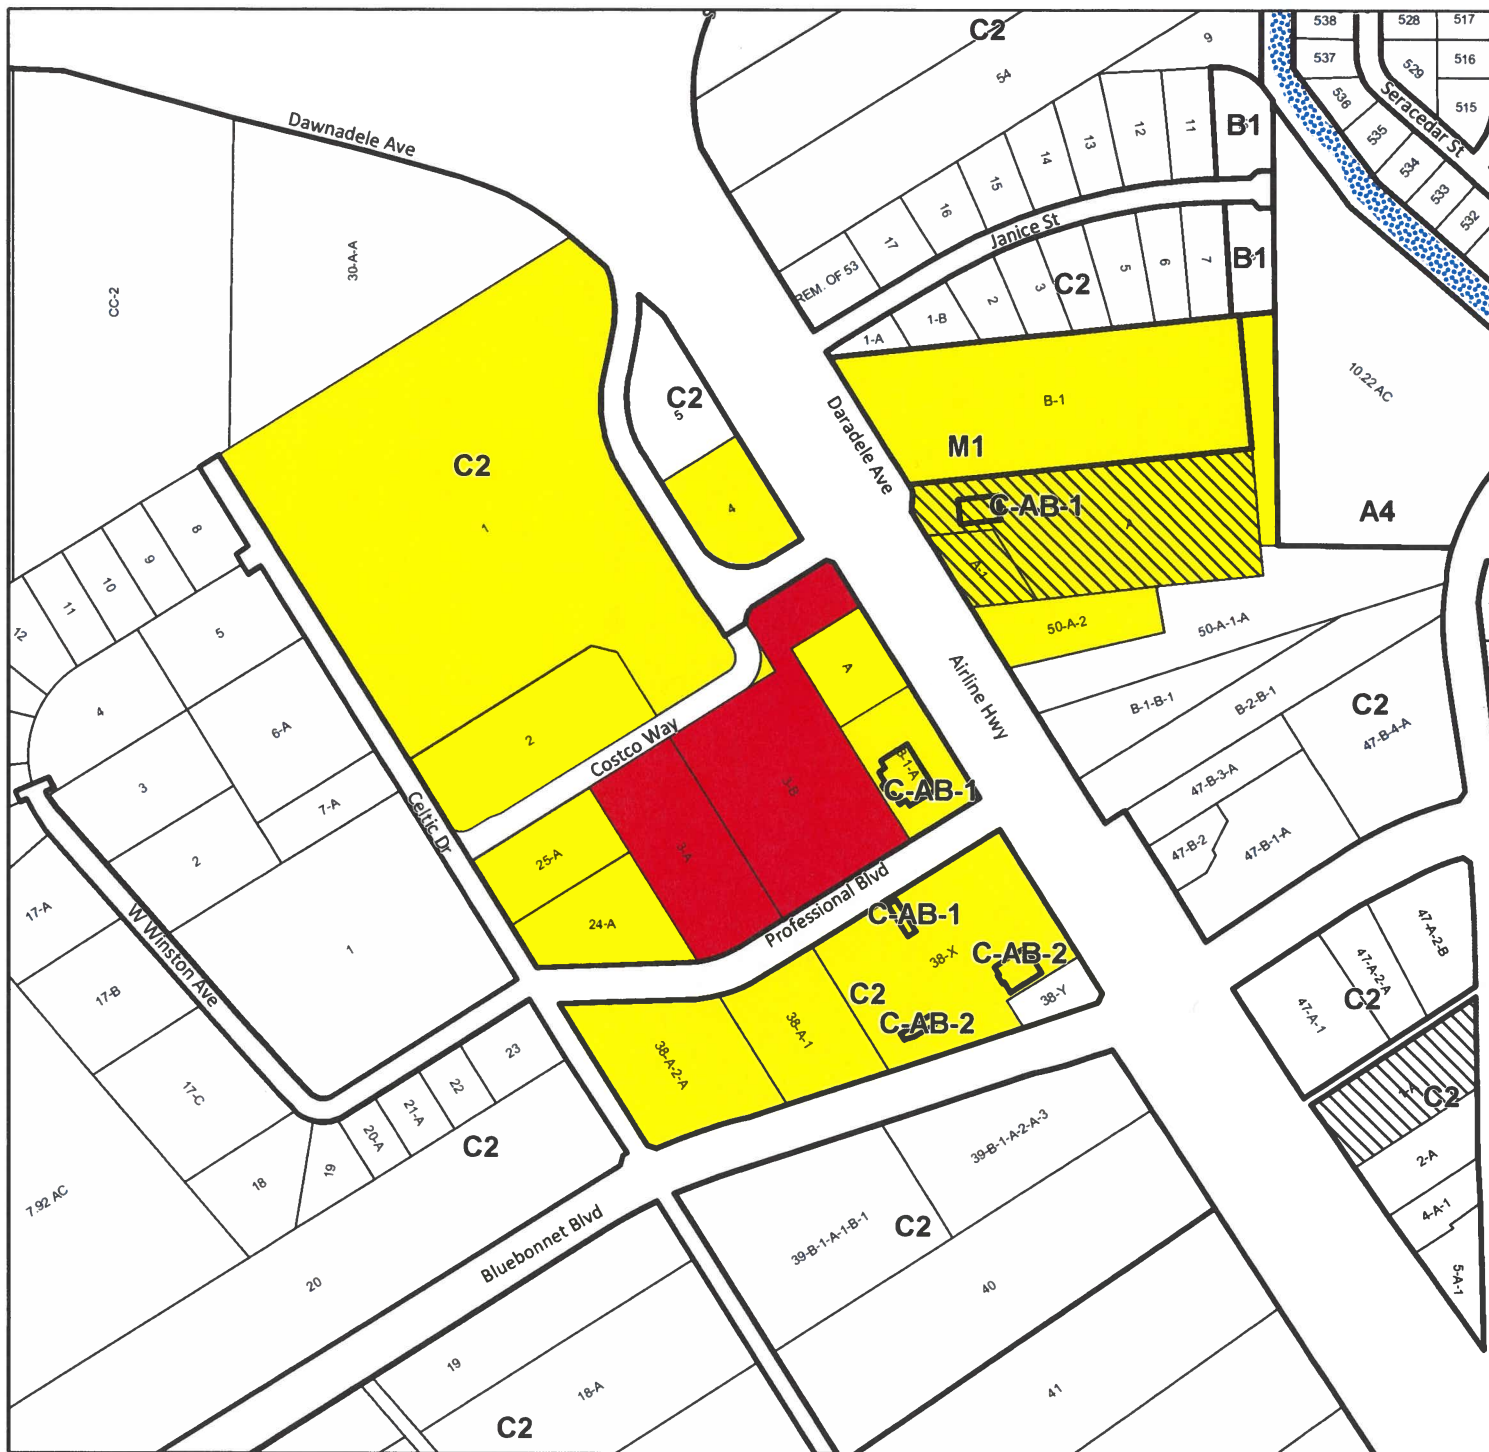 C2
9
54
538
528
517
537
529
516
536
Seracedar St
515
535
534
533
532
Dawnadele Ave
B1
11
12
13
14
15
16
17
REM. OF 53
Janice St
30-A-A
CC-2
B1
7
6
5
C2
3
2
1-B
1-A
10.22 AC
C2
5
B-1
Daradele Ave
M1
C2
1
4
C-AB-1
A
A-1
A4
8
9
10
11
12
50-A-2
50-A-1-A
5
4
6-A
3
7-A
2
1
A
Airline Hwy
B-1-B-1
B-2-B-1
C2
47-B-4-A
2
Costco Way
3-B
B-1-A
C-AB-1
47-B-3-A
47-B-2
47-B-1-A
Celtic Dr
25-A
3-A
24-A
Professional Blvd
C-AB-1
38-X
C-AB-2
38-Y
C2
C-AB-2
38-A-1
38-A-2-A
17-A
W Winston Ave
17-B
17-C
47-A-2-B
47-A-2-A
C2
47-A-1
1-A
C2
2-A
4-A-1
5-A-1
23
22
21-A
20-A
19
18
C2
7.92 AC
39-B-1-A-2-A-3
39-B-1-A-1-B-1
C2
Bluebonnet Blvd
20
40
19
18-A
41
C2